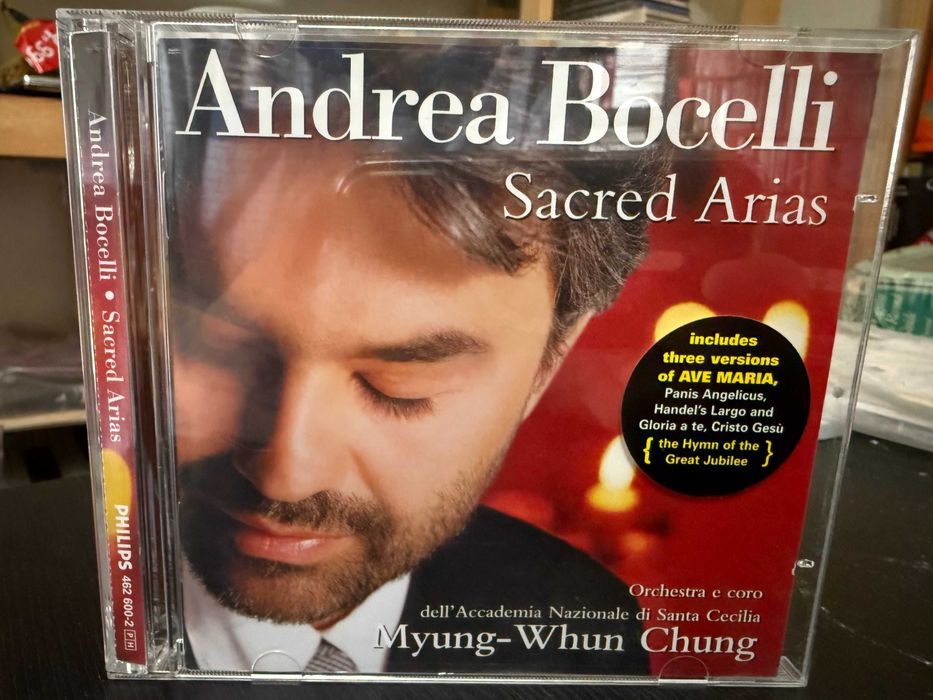 Andrea Bocelli
Sacred Arias
includes
three versions
of AVE MARIA,
Panis Angelicus,
Handel's Largo and
Gloria a te, Cristo Gesù
{ the Hymn of the
Great Jubilee }
Orchestra e coro
dell'Accademia Nazionale di Santa Cecilia
Myung-Whun Chung
Andrea Bocelli • Sacred Arias
PHILIPS 462 600-2 PH